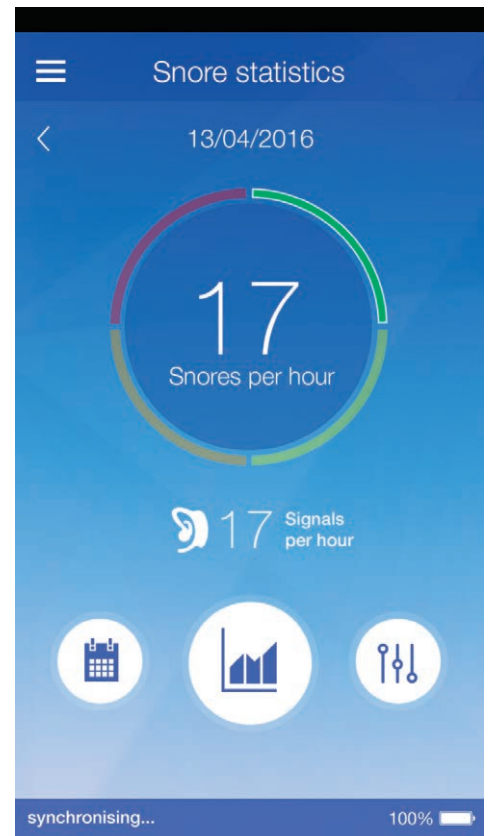 Snore statistics
13/04/2016
17
Snores per hour
17 Signals
per hour
synchronising... 100%